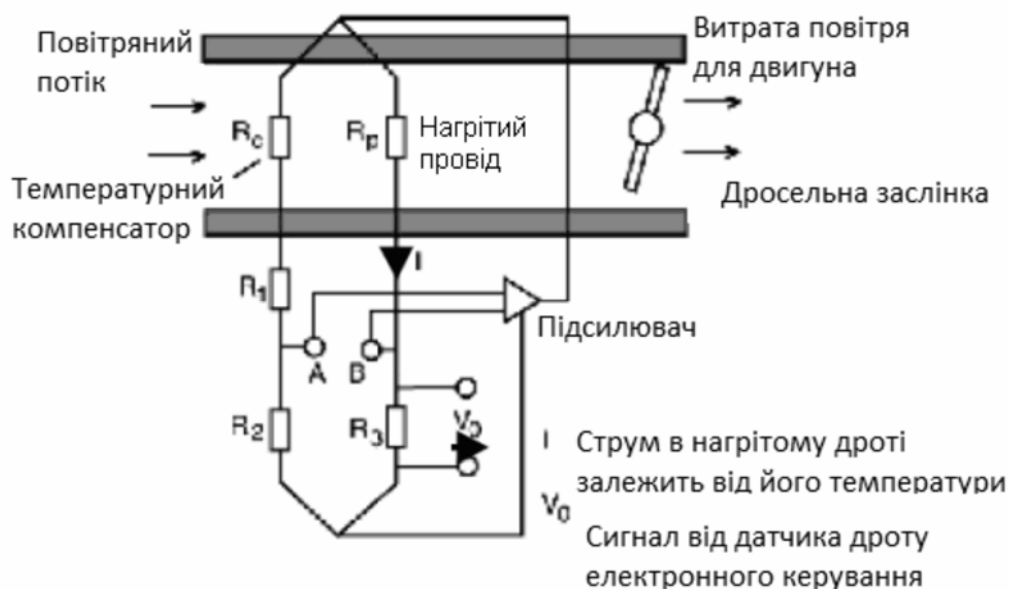 Повітряний
потік
Витрата повітря
для двигуна
Rc
Rp
Нагрітий
провід
Температурний
компенсатор
Дросельна заслінка
I
R1
Підсилювач
A
B
R2
R3
V0
I Струм в нагрітому дроті
залежить від його температури
V0
Сигнал від датчика дроту
електронного керування